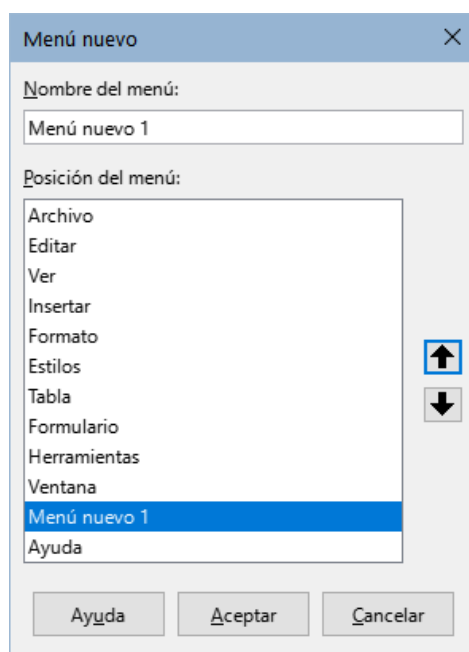 Menú nuevo
Nombre del menú:
Menú nuevo 1
Posición del menú:
Archivo
Editar
Ver
Insertar
Formato
Estilos
Tabla
Formulario
Herramientas
Ventana
Menú nuevo 1
Ayuda
Ayuda Aceptar Cancelar